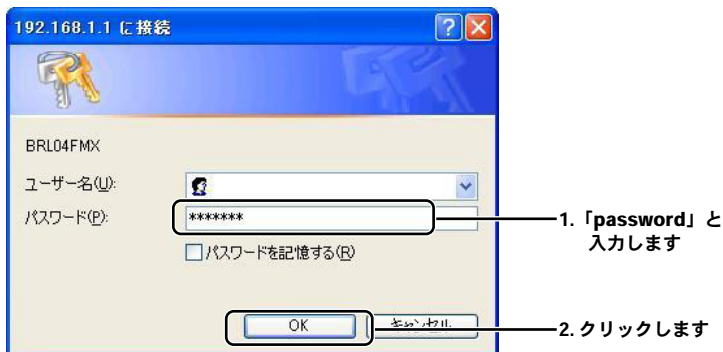 192.168.1.1 に接続
BRL04FMX
ユーザー名(U):
パスワード(P):
*******
1.「password」と
入力します
パスワードを記憶する(R)
OK
キャンセル
2. クリックします